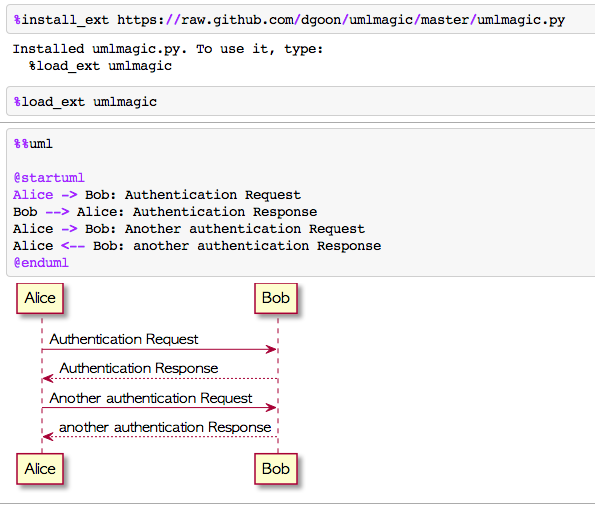 %install_ext https://raw.github.com/dgoon/umlmagic/master/umlmagic.py
Installed umlmagic.py. To use it, type:
  %load_ext umlmagic
%load_ext umlmagic
%%uml
@startuml
Alice -> Bob: Authentication Request
Bob --> Alice: Authentication Response
Alice -> Bob: Another authentication Request
Alice <-- Bob: another authentication Response
@enduml
Alice Bob
Authentication Request
Authentication Response
Another authentication Request
another authentication Response
Alice Bob